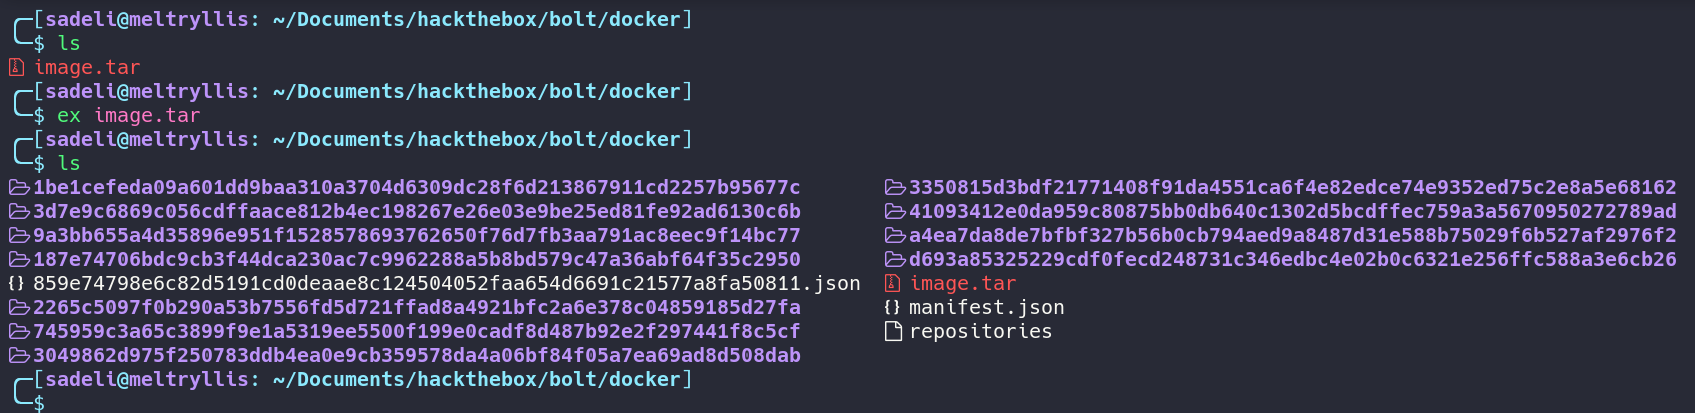 [sadeli@meltryllis: ~/Documents/hackthebox/bolt/docker]
$ ls
image.tar
[sadeli@meltryllis: ~/Documents/hackthebox/bolt/docker]
$ ex image.tar
[sadeli@meltryllis: ~/Documents/hackthebox/bolt/docker]
$ ls
1be1cefeda09a601dd9baa310a3704d6309dc28f6d213867911cd2257b95677c 3350815d3bdf21771408f91da4551ca6f4e82edce74e9352ed75c2e8a5e68162
3d7e9c6869c056cdffaace812b4ec198267e26e03e9be25ed81fe92ad6130c6b 41093412e0da959c80875bb0db640c1302d5bcdffec759a3a5670950272789ad
9a3bb655a4d35896e951f1528578693762650f76d7fb3aa791ac8eec9f14bc77 a4ea7da8de7bfbf327b56b0cb794aed9a8487d31e588b75029f6b527af2976f2
187e74706bdc9cb3f44dca230ac7c9962288a5b8bd579c47a36abf64f35c2950 d693a85325229cdf0fecd248731c346edbc4e02b0c6321e256ffc588a3e6cb26
859e74798e6c82d5191cd0deaae8c124504052faa654d6691c21577a8fa50811.json image.tar
2265c5097f0b290a53b7556fd5d721ffad8a4921bfc2a6e378c04859185d27fa manifest.json
745959c3a65c3899f9e1a5319ee5500f199e0cadf8d487b92e2f297441f8c5cf repositories
3049862d975f250783ddb4ea0e9cb359578da4a06bf84f05a7ea69ad8d508dab
[sadeli@meltryllis: ~/Documents/hackthebox/bolt/docker]
$